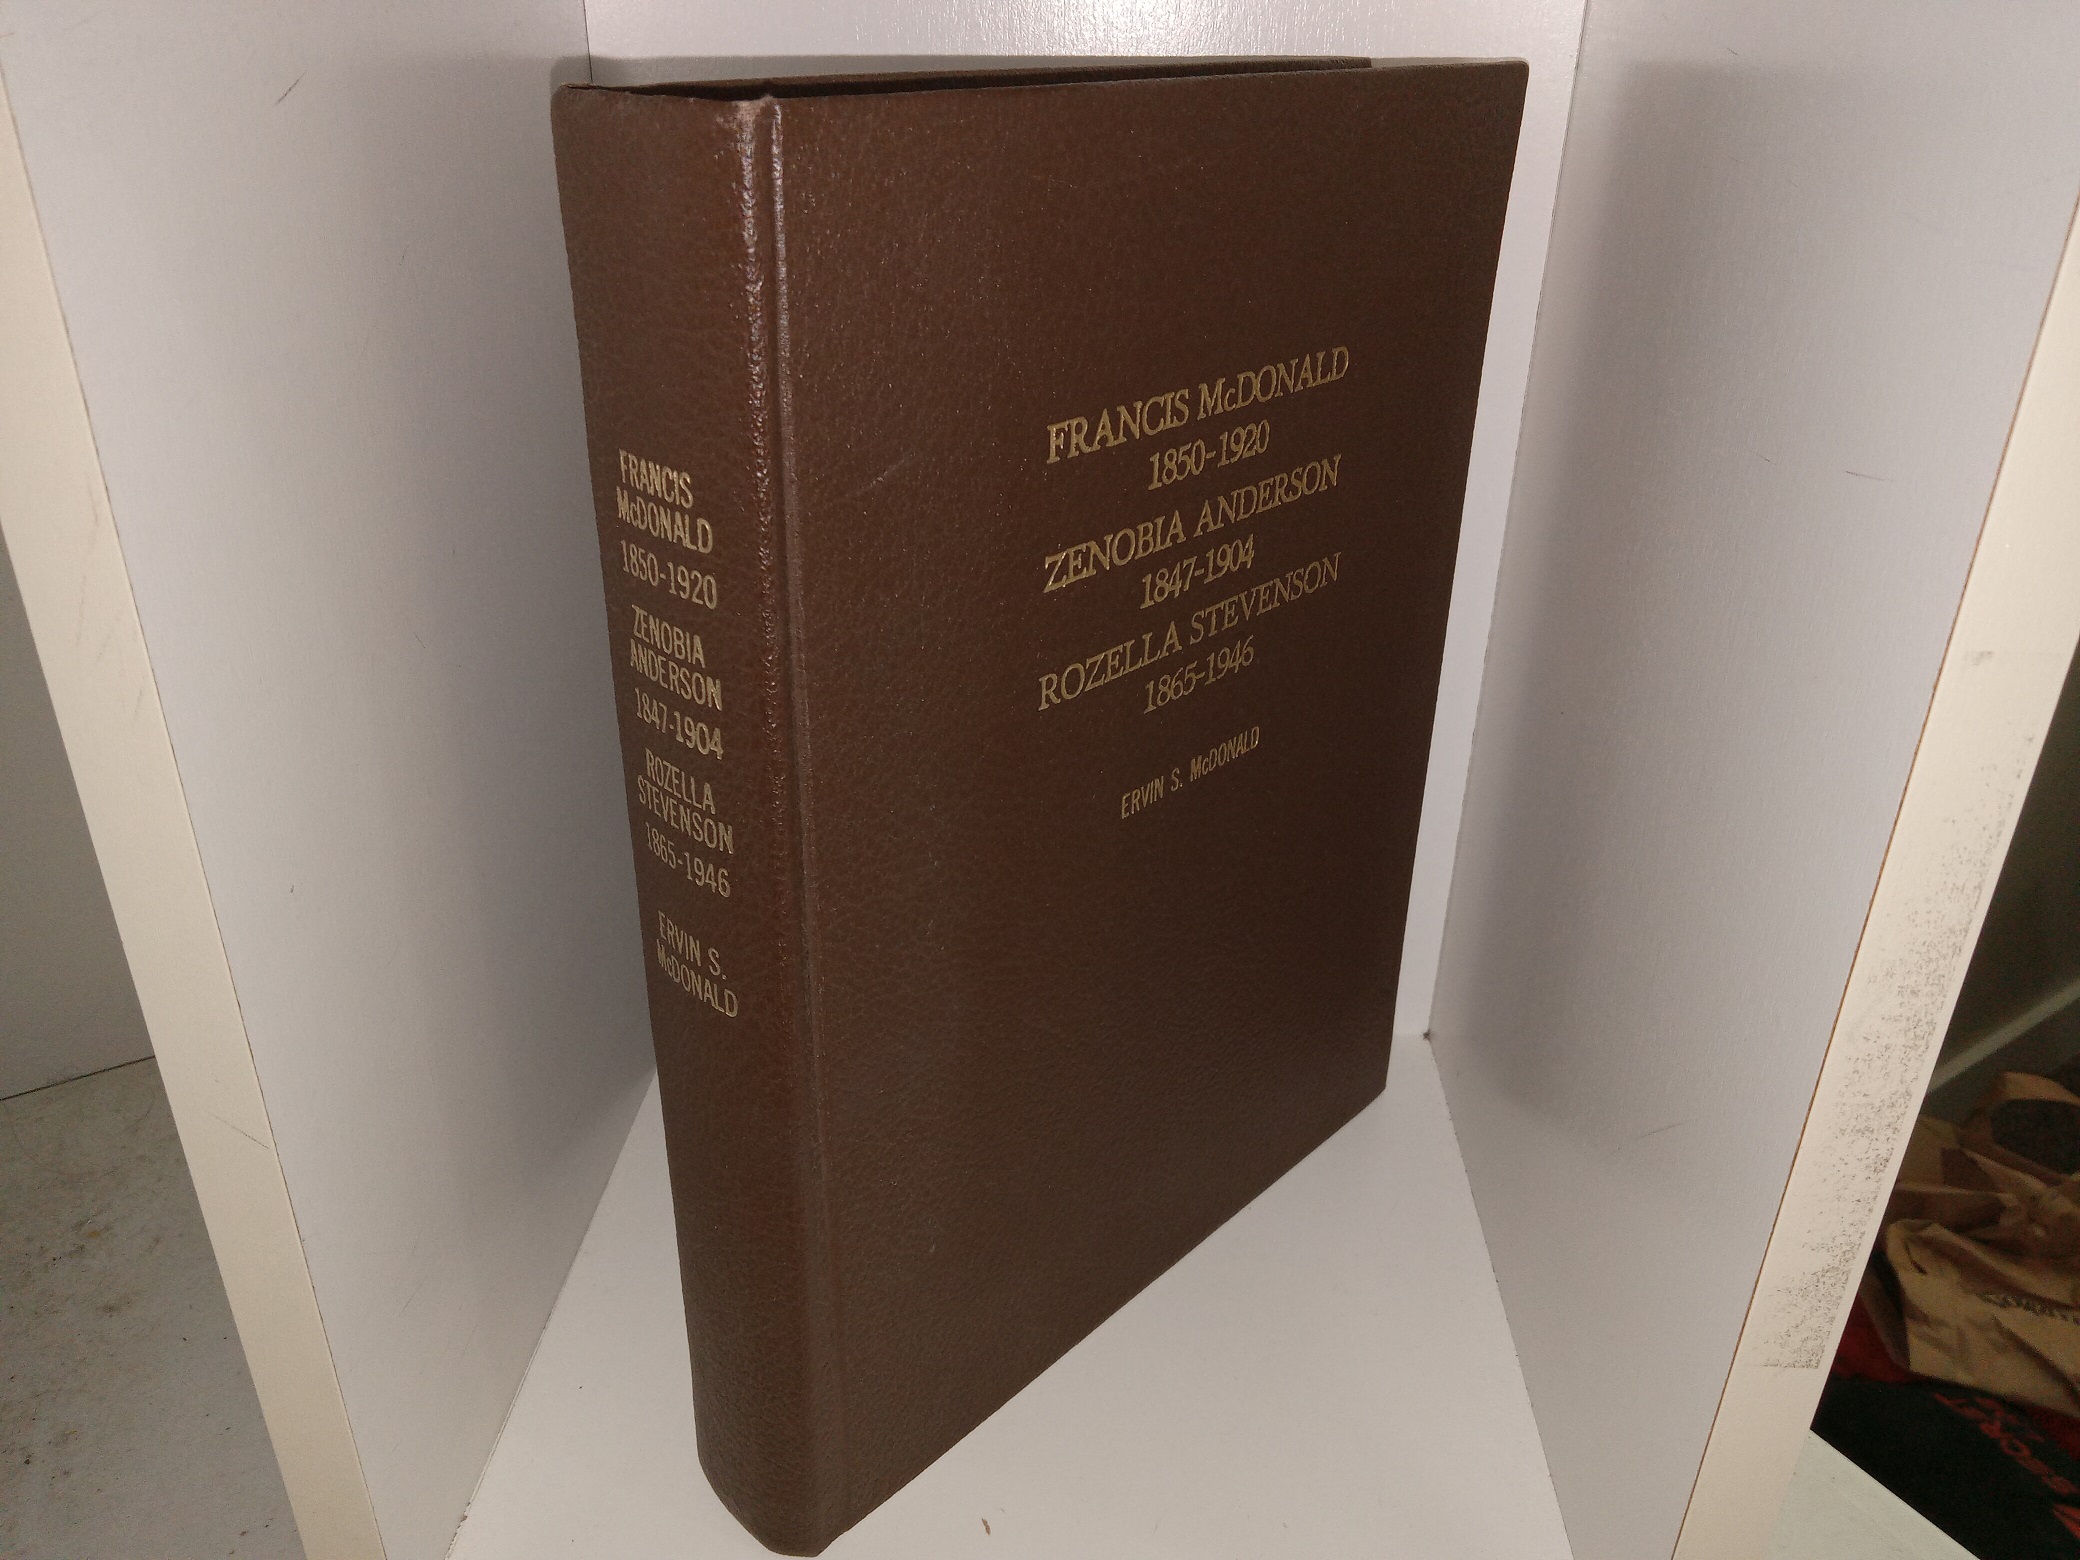 FRANCIS
McDONALD
1850-1920
ZENOBIA
ANDERSON
1847-1904
ROZELLA
STEVENSON
1865-1946
ERVIN S.
McDONALD
FRANCIS McDONALD
1850-1920
ZENOBIA ANDERSON
1847-1904
ROZELLA STEVENSON
1865-1946
ERVIN S. McDONALD